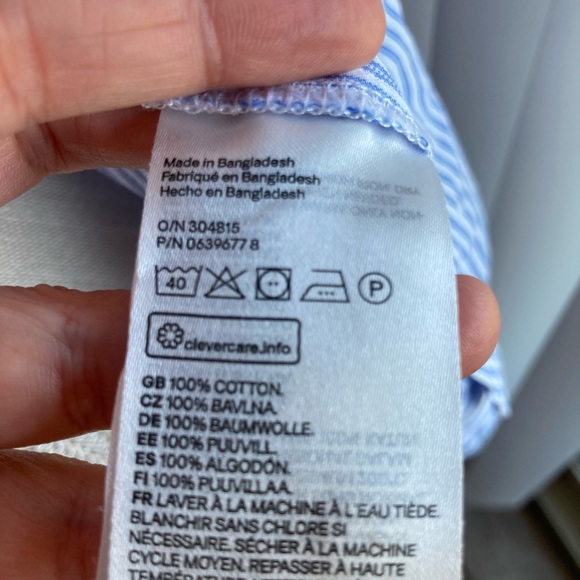 Made in Bangladesh
Fabriqué en Bangladesh
Hecho en Bangladesh
O/N 304815
P/N 0639677 8
40
P
clevercare.info
GB 100% COTTON.
CZ 100% BAVLNA.
DE 100% BAUMWOLLE.
EE 100% PUUVILL.
ES 100% ALGODÓN.
FI 100% PUUVILLAA.
FR LAVER À LA MACHINE À L'EAU TIÈDE.
BLANCHIR SANS CHLORE SI
NÉCESSAIRE. SÉCHER À LA MACHINE
CYCLE MOYEN. REPASSER À HAUTE
TEMPÉRATURE